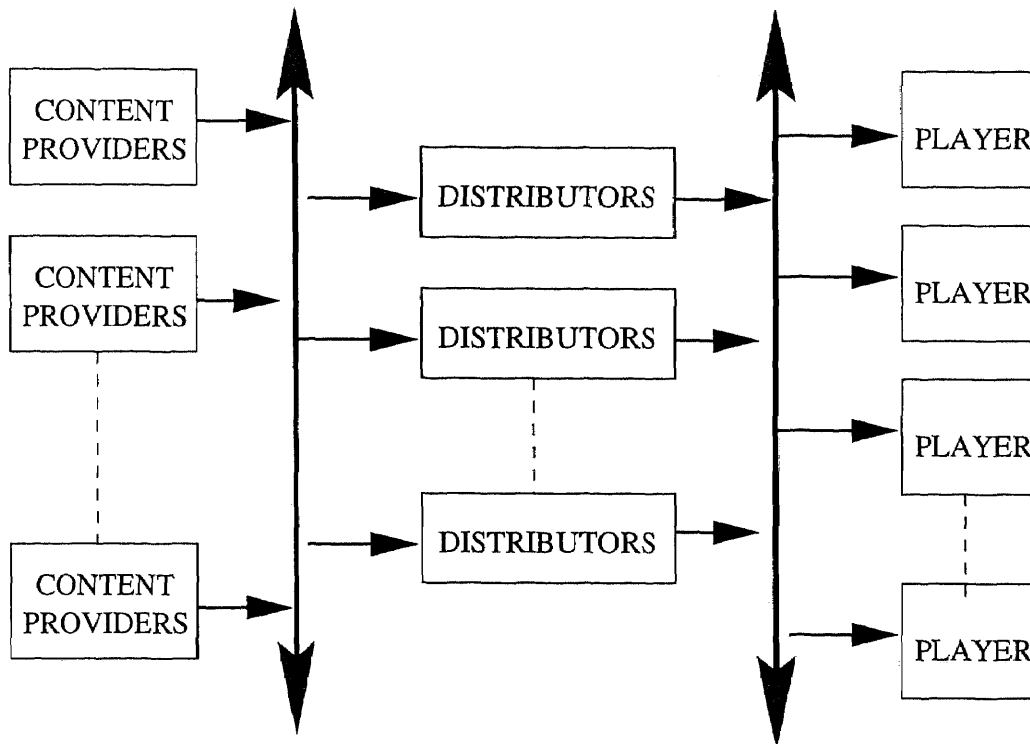 CONTENT
PROVIDERS
CONTENT
PROVIDERS
CONTENT
PROVIDERS
DISTRIBUTORS
DISTRIBUTORS
DISTRIBUTORS
PLAYER
PLAYER
PLAYER
PLAYER